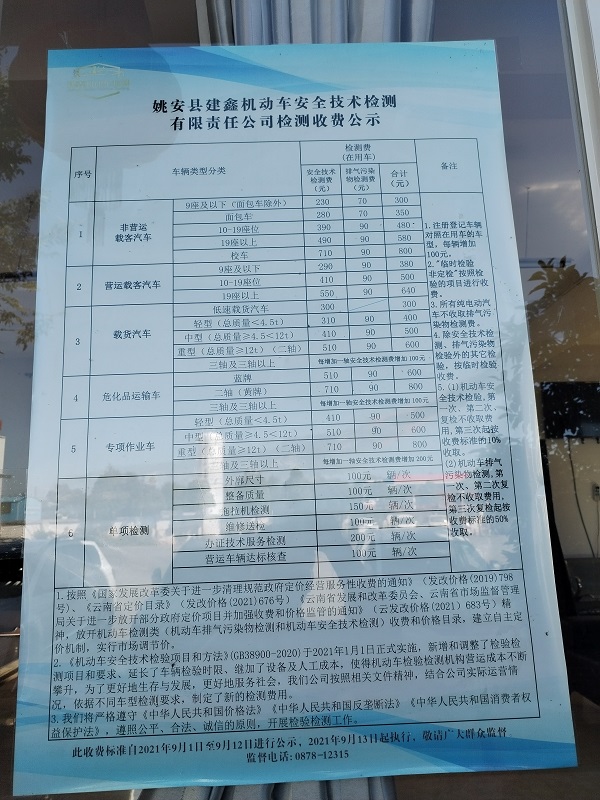 姚安县建鑫机动车安全技术检测
有限责任公司检测收费公示
序号 车辆类型分类 检测费（在用车） 备注
安全技术检测费（元） 排气污染物检测费（元） 合计（元）
1 非营运载客汽车
9座及以下（面包车除外） 230 70 300
面包车 280 70 350
10-19座位 390 90 480
19座以上 490 90 580
校车 710 90 800
2 营运载客汽车
9座及以下 290 90 380
10-19座位 410 90 500
19座以上 550 90 640
3 载货汽车
低速载货汽车 300 300
轻型（总质量<4.5t） 310 90 400
中型（总质量≥4.5<12t） 410 90 500
重型（总质量≥12t）（二轴） 510 90 600
三轴及三轴以上 每增加一轴安全技术检测费增加100元
4 危化品运输车
蓝牌 510 90 600
二轴（黄牌） 710 90 800
三轴及三轴以上 每增加一轴安全技术检测费增加100元
5 专项作业车
轻型（总质量<4.5t） 410 90 500
中型（总质量≥4.5<12t） 510 90 600
重型（总质量≥12t）（二轴） 710 90 800
三轴及三轴以上 每增加一轴安全技术检测费增加200元
6 单项检测
外廓尺寸 100元 辆/次
整备质量 100元 辆/次
拖拉机检测 150元 辆/次
维修送检 100元 辆/次
办证技术服务检测 200元 辆/次
营运车辆达标核查 100元 辆/次
1.注册登记车辆
对照在用车的车
型，每辆增加
100元。
2."临时检验
非定检"按照检
验的项目进行收
费。
3.所有纯电动汽
车不收取排气污
染物检测费。
4.除安全技术检
测、排气污染物
检验外的其它检
验，按临时检验
收费。
5.(1)机动车安
全技术检验，第
一次、第二次，
复检不收取费
用，第三次起按
收费标准的10%
收取。
(2)机动车排气
污染物检测，第
一次、第二次复
检不收取费用，
第三次复检起按
收费标准的50%
收取。
1.按照《国家发展改革委关于进一步清理规范政府定价经营服务性收费的通知》（发改价格(2019)798
号）、《云南省定价目录》（发改价格(2021)676号）、《云南省发展和改革委员会、云南省市场监督管理
局关于进一步放开部分政府定价项目并加强收费和价格监管的通知》（云发改价格(2021) 683号）精
神，放开机动车检测类（机动车排气污染物检测和机动车安全技术检测）收费和价格目录，建立自主定
价机制，实行市场调节价。
2.《机动车安全技术检验项目和方法》(GB38900-2020)于2021年1月1日正式实施，新增和调整了检验检
测项目和要求、延长了车辆检验时限、继加了设备及人工成本，使得机动车检验检测机构营运成本不断
攀升，为了更好地生存与发展，更好地服务社会，我们公司按照相关文件精神，结合公司实际运营情
况，依据不同车型检测要求，制定了新的检测费用。
3.我们将严格遵守《中华人民共和国价格法》《中华人民共和国反垄断法》《中华人民共和国消费者权
益保护法》，遵照公平、合法、诚信的原则，开展检验检测工作。
此收费标准自2021年9月1日至9月12日进行公示，2021年9月13日起执行，敬请广大群众监督
监督电话：0878-12315